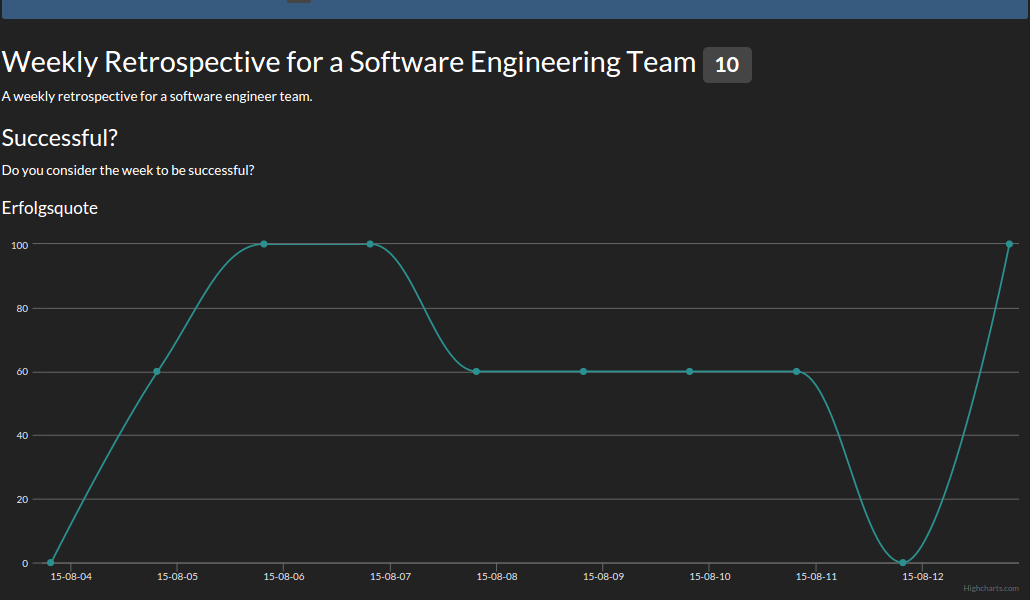 Weekly Retrospective for a Software Engineering Team 10
A weekly retrospective for a software engineer team.
Successful?
Do you consider the week to be successful?
Erfolgsquote
100
80
60
40
20
0
15-08-04 15-08-05 15-08-06 15-08-07 15-08-08 15-08-09 15-08-10 15-08-11 15-08-12
Highcharts.com